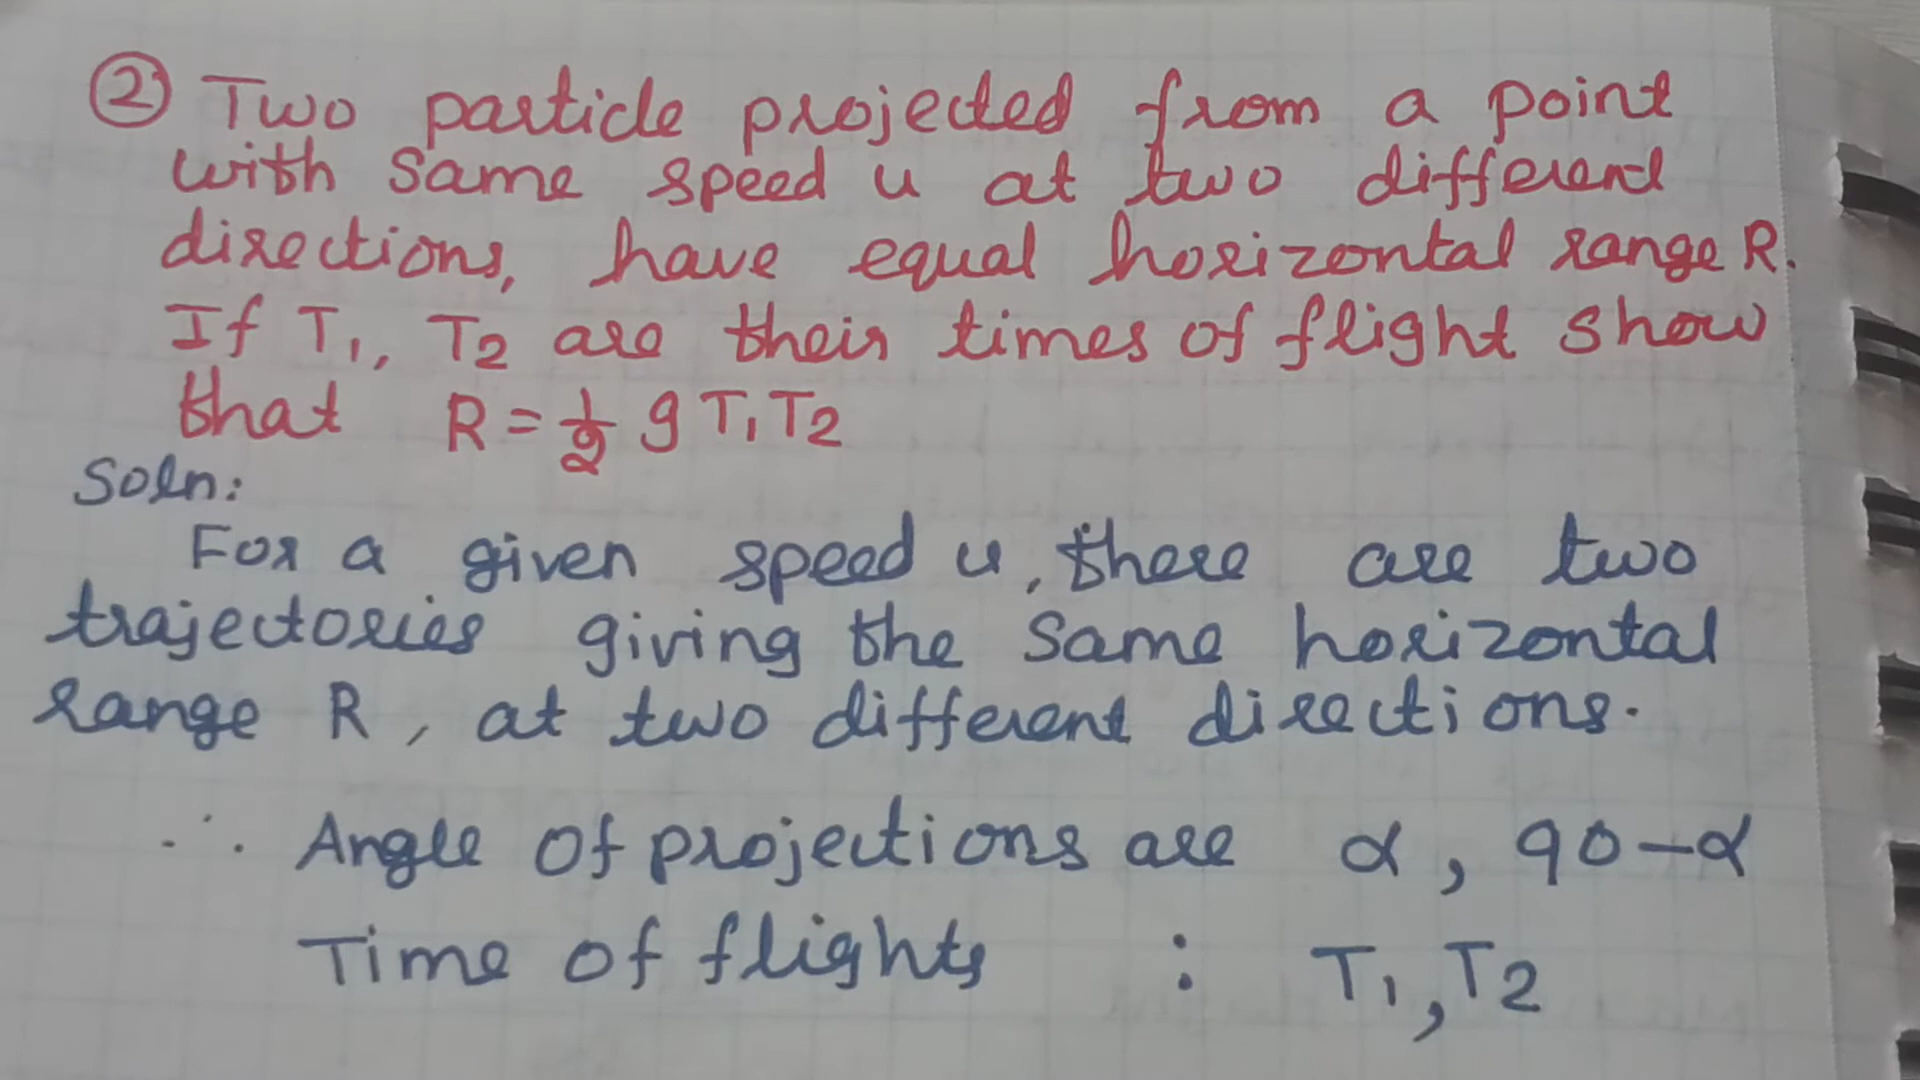 ② Two particle projected from a point
with same speed u at two different
directions, have equal horizontal range R.
If T₁, T₂ are their times of flight show
that R = ½ g T₁T₂
Soln:
For a given speed u, there are two
trajectories giving the same horizontal
range R, at two different directions.
∴ Angle of projections are α, 90-α
Time of flights : T₁, T₂